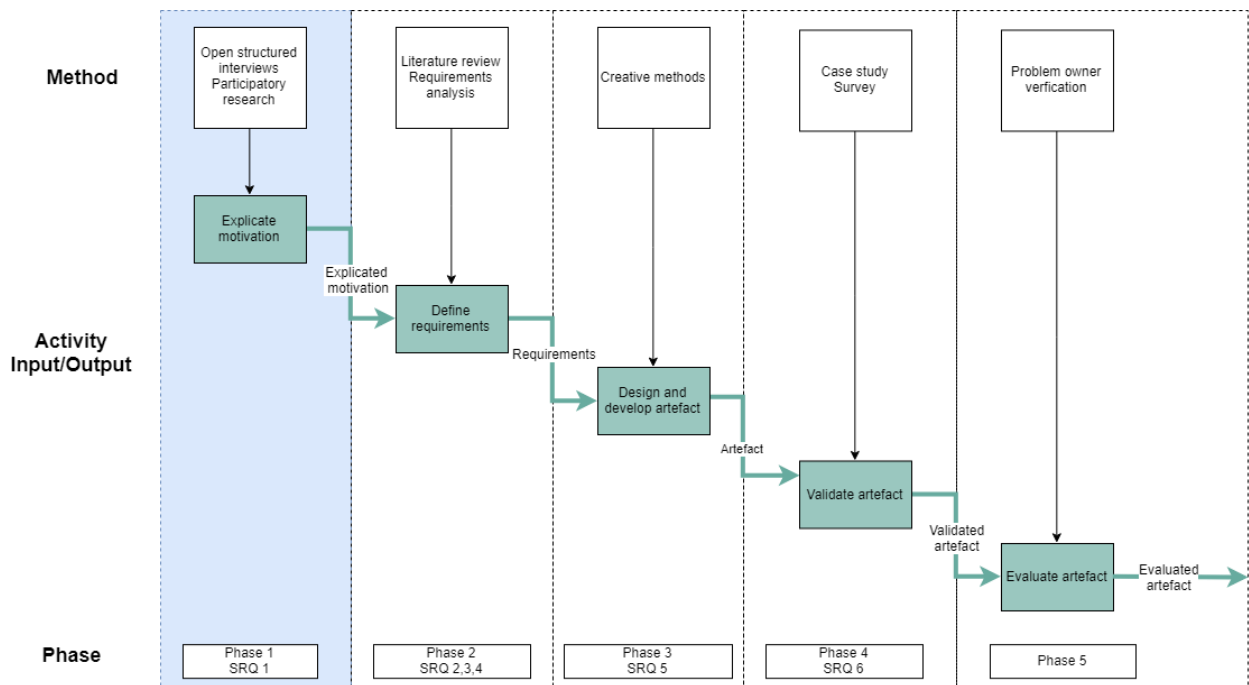 Method
Open structured
interviews
Participatory
research
Literature review
Requirements
analysis
Creative methods
Case study
Survey
Problem owner
verfication
Activity
Input/Output
Explicate
motivation
Explicated
motivation
Define
requirements
Requirements
Design and
develop artefact
Artefact
Validate artefact
Validated
artefact
Evaluate artefact
Evaluated
artefact
Phase
Phase 1
SRQ 1
Phase 2
SRQ 2,3,4
Phase 3
SRQ 5
Phase 4
SRQ 6
Phase 5